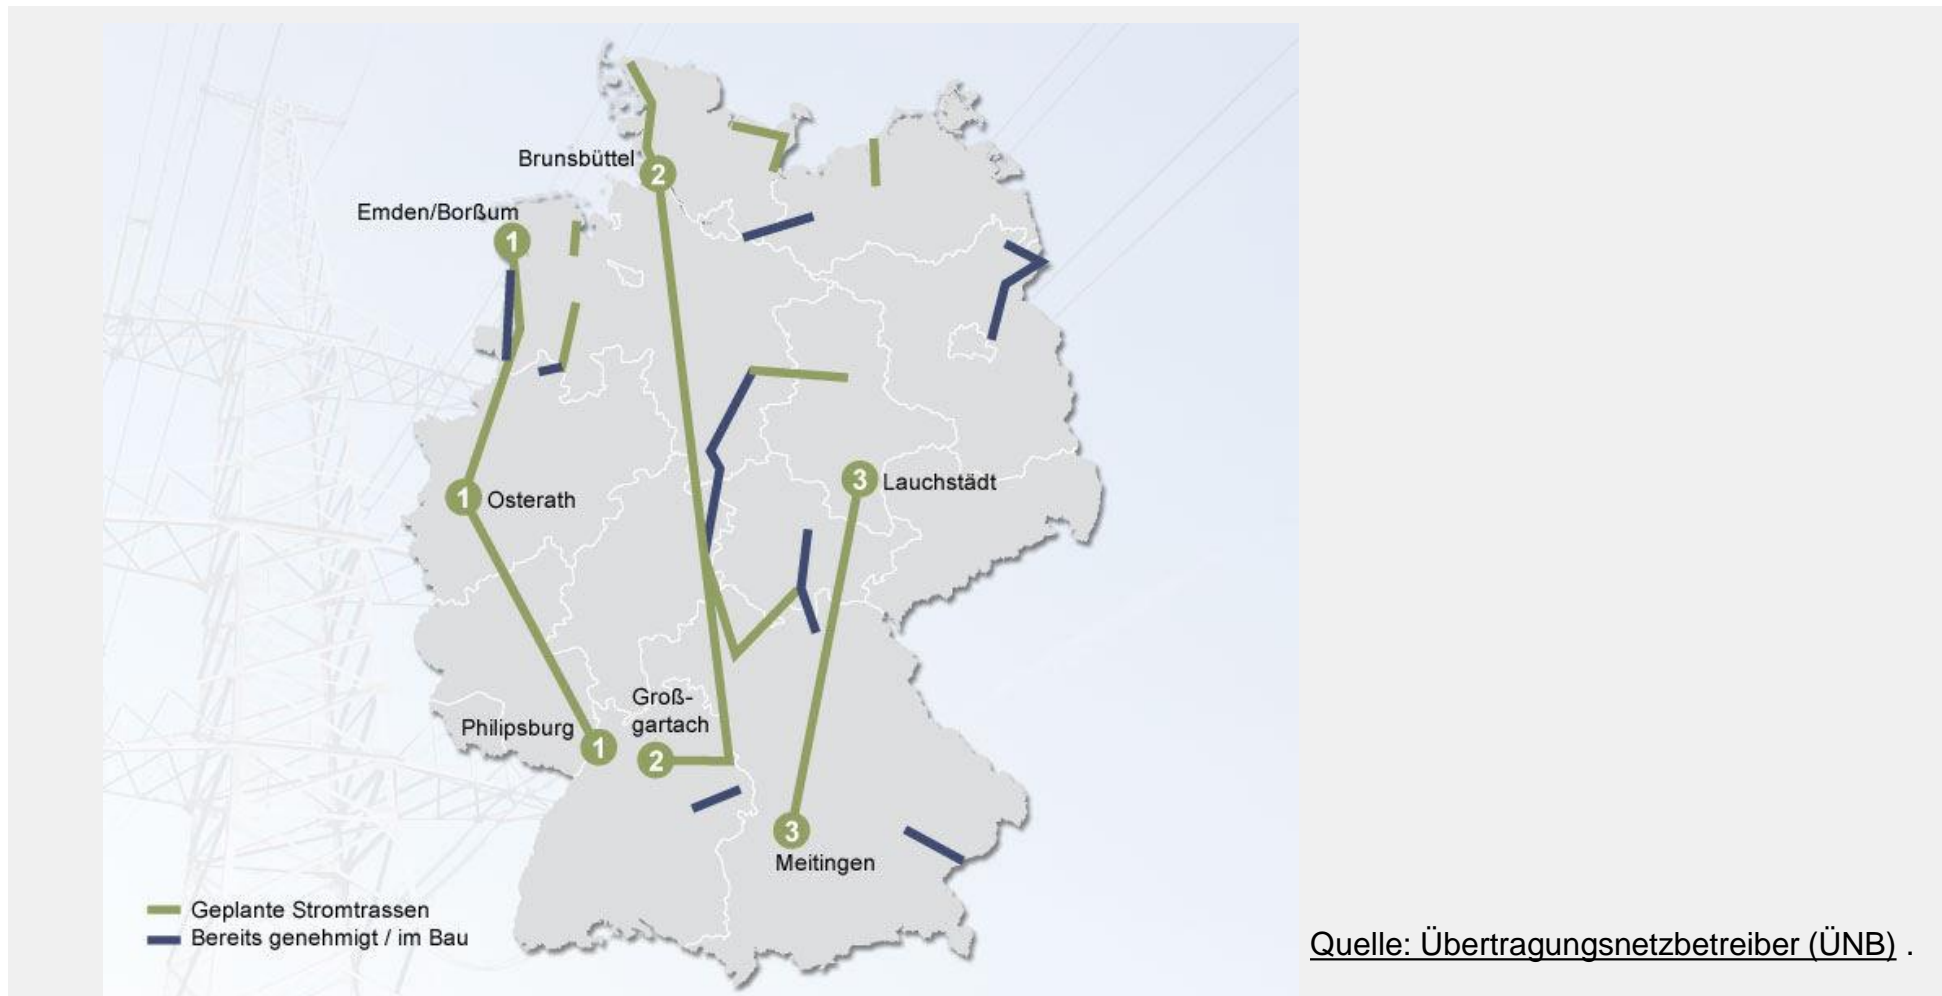 Brunsbüttel
2
Emden/Borßum
1
3
Lauchstädt
1
Osterath
Groß-
gartach
Philipsburg
1
2
3
Meitingen
Geplante Stromtrassen
Bereits genehmigt / im Bau
Quelle: Übertragungsnetzbetreiber (ÜNB) .